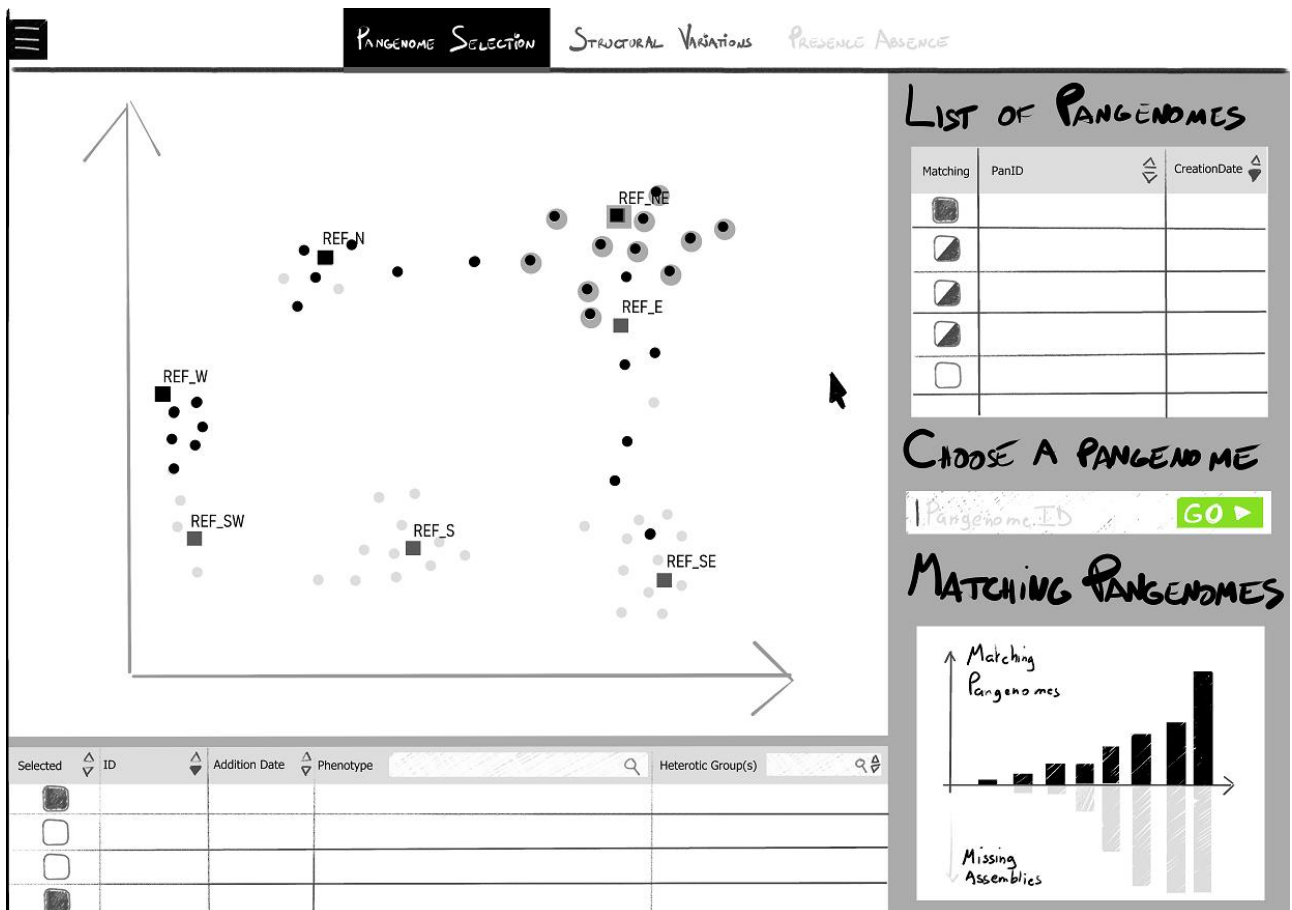 PANGENOME SELECTION
STRUCTURAL VARIATIONS
PRESENCE ABSENCE
REF_NE
REF_N
REF_E
REF_W
REF_SW
REF_S
REF_SE
Selected
ID
Addition Date
Phenotype
Heterotic Group(s)
LIST OF PANGENOMES
Matching
PanID
CreationDate
CHOOSE A PANGENOME
Pangenome ID
GO
MATCHING PANGENOMES
Matching
Pangenomes
Missing
Assemblies